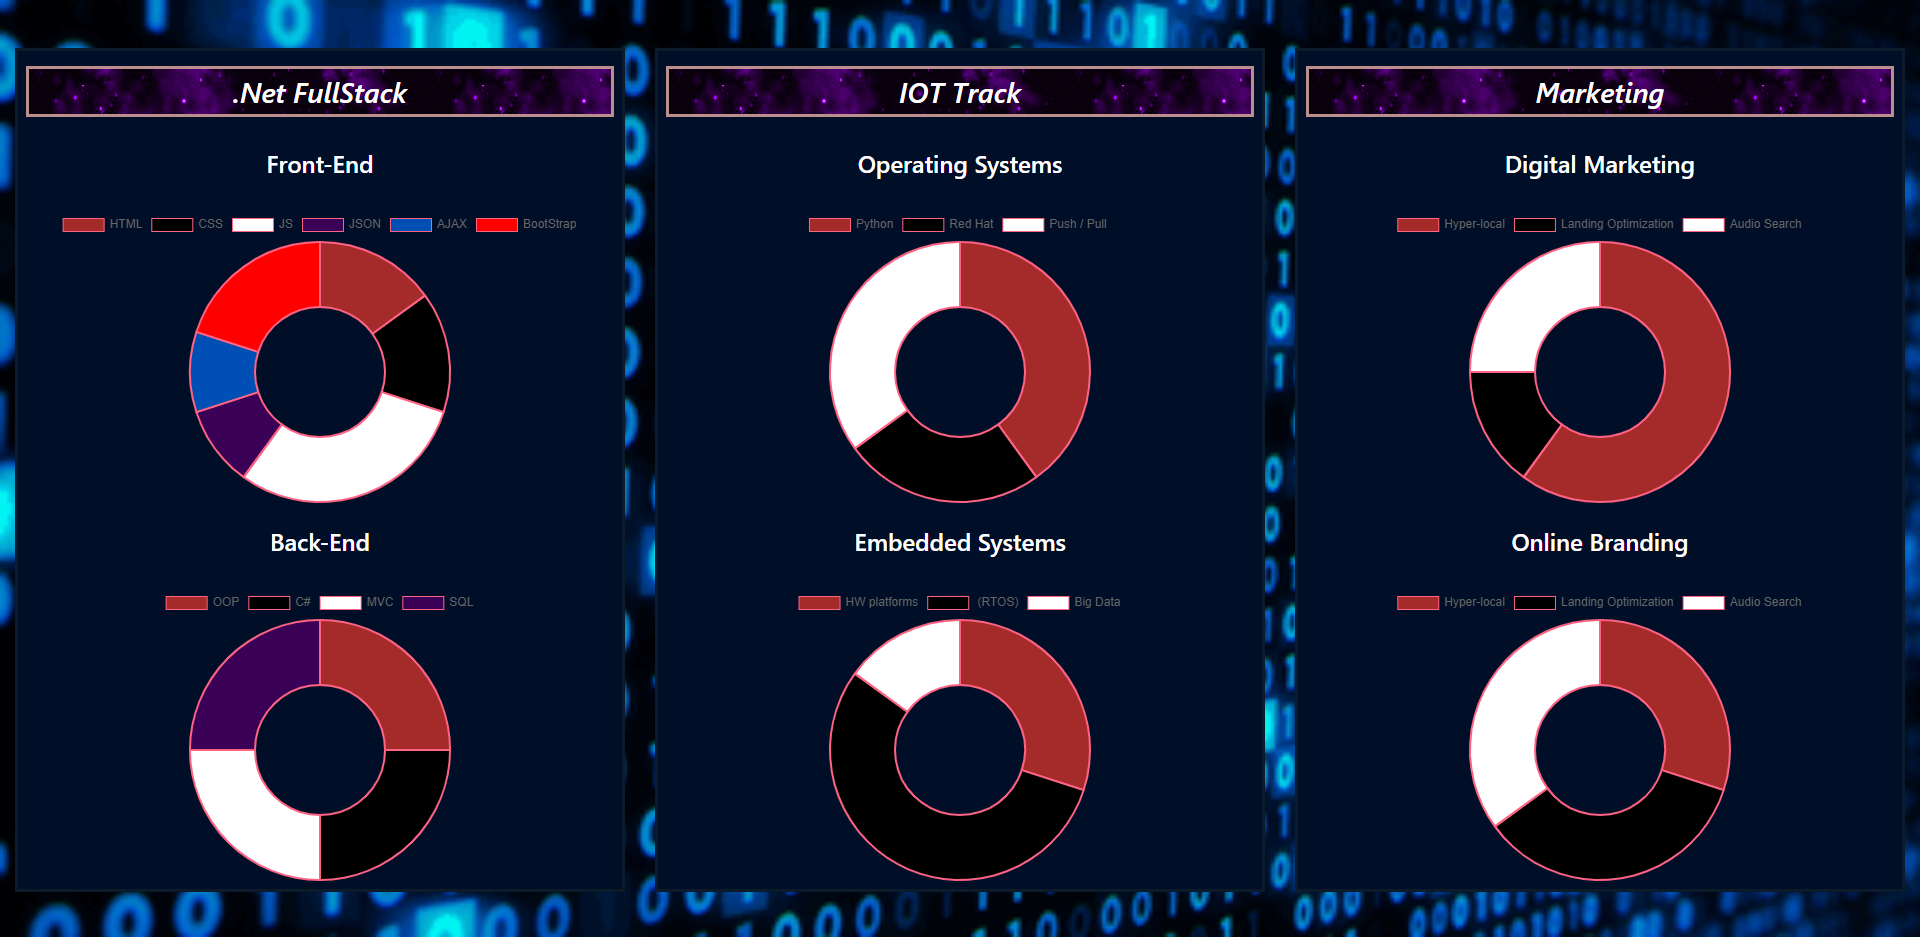 .Net FullStack
Front-End
HTML CSS JS JSON AJAX BootStrap
Back-End
OOP C# MVC SQL
IOT Track
Operating Systems
Python Red Hat Push / Pull
Embedded Systems
HW platforms (RTOS) Big Data
Marketing
Digital Marketing
Hyper-local Landing Optimization Audio Search
Online Branding
Hyper-local Landing Optimization Audio Search